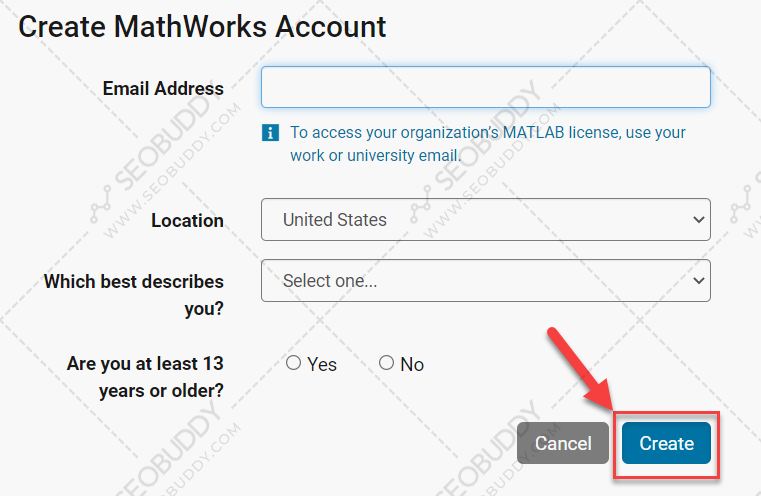 Create MathWorks Account
Email Address
To access your organization's MATLAB license, use your
work or university email.
Location
United States
Which best describes
you?
Select one...
Are you at least 13
years or older?
Yes
No
Cancel
Create
SEOBUDDY
WWW.SEOBUDDY.COM
SEOBUDDY
WWW.SEOBUDDY.COM
SEOBUDDY
WWW.SEOBUDDY.COM
SEOBUDDY
WWW.SEOBUDDY.COM